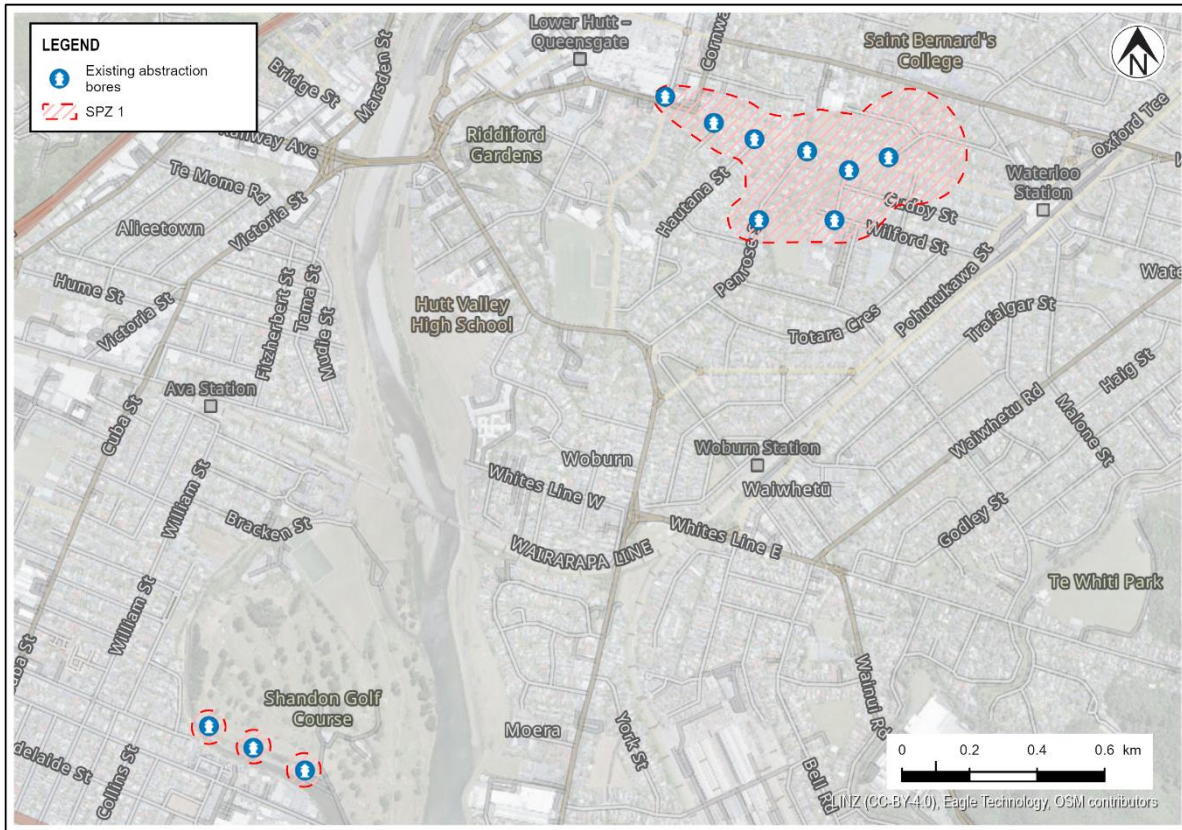 LEGEND
Existing abstraction
bores
SPZ 1
N
Lower Hutt –
Queensgate
Saint Bernard's
College
Marsden St
Bridge St
Railway Ave
Riddiford
Gardens
Oxford Tce
Te Mome Rd
Waterloo
Station
Victoria St
Alicetown
Hautana St
Wilford St
Penrose
Hume St
Victoria St
Fitzherbert St
Tama St
Mudie St
Hutt Valley
High School
Pohutukawa St
Trafalgar St
Totara Cres
Haig St
Ava Station
Cuba St
Waiwhetu Rd
Malone St
Woburn
Woburn Station
Waiwhetū
William St
Whites Line W
Bracken St
Whites Line E
Godley St
WAIRARAPA LINE
Te Whiti Park
William St
Shandon Golf
Course
Moera
York St
Wainui Rd
Collins St
Bell Rd
0 0.2 0.4 0.6 km
LINZ (CC-BY-4.0), Eagle Technology, OSM contributors